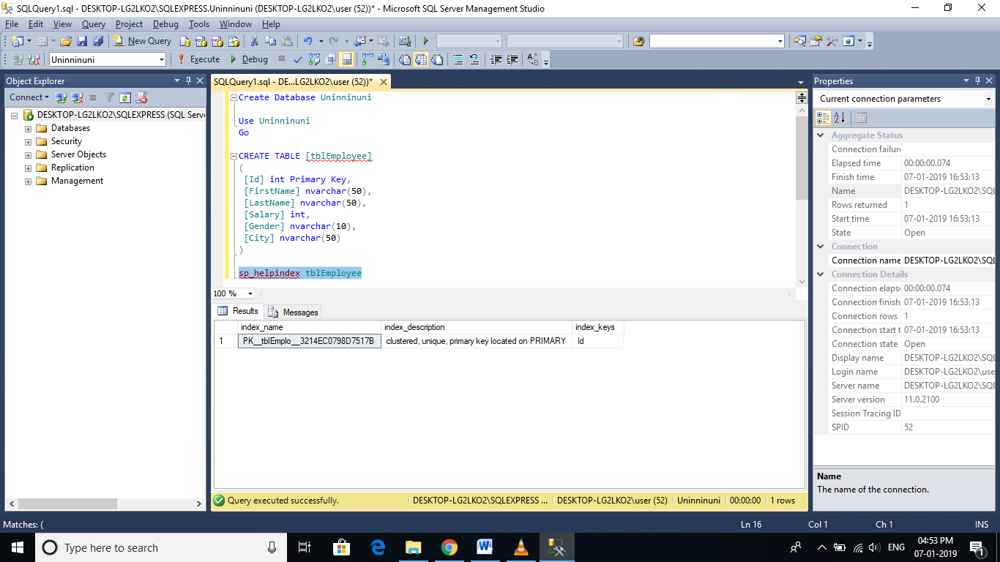 SQLQuery1.sql - DESKTOP-LG2LKO2\SQLEXPRESS.Uninninuni (DESKTOP-LG2LKO2\user (52))* - Microsoft SQL Server Management Studio
File Edit View Query Project Debug Tools Window Help
New Query
Uninninuni Execute Debug
Object Explorer
Connect
DESKTOP-LG2LKO2\SQLEXPRESS (SQL Serv
Databases
Security
Server Objects
Replication
Management
SQLQuery1.sql - DE...LG2LKO2\user (52))*
Create Database Uninninuni
Use Uninninuni
Go
CREATE TABLE [tblEmployee]
(
[Id] int Primary Key,
[FirstName] nvarchar(50),
[LastName] nvarchar(50),
[Salary] int,
[Gender] nvarchar(10),
[City] nvarchar(50)
)
sp_helpindex tblEmployee
100 %
Results Messages
index_name index_description index_keys
1 PK__tblEmplo__3214EC0798D7517B clustered, unique, primary key located on PRIMARY Id
Query executed successfully. DESKTOP-LG2LKO2\SQLEXPRESS ... DESKTOP-LG2LKO2\user (52) Uninninuni 00:00:00 1 rows
Properties
Current connection parameters
Aggregate Status
Connection failure
Elapsed time 00:00:00.074
Finish time 07-01-2019 16:53:13
Name DESKTOP-LG2LKO2\SQL
Rows returned 1
Start time 07-01-2019 16:53:13
State Open
Connection
Connection name DESKTOP-LG2LKO2\SQL
Connection Details
Connection elapse 00:00:00.074
Connection finish 07-01-2019 16:53:13
Connection rows 1
Connection start t 07-01-2019 16:53:13
Connection state Open
Display name DESKTOP-LG2LKO2\SQL
Login name DESKTOP-LG2LKO2\use
Server name DESKTOP-LG2LKO2\SQL
Server version 11.0.2100
Session Tracing ID
SPID 52
Name
The name of the connection.
Matches: ( Ln 16 Col 1 Ch 1 INS
Type here to search
ENG
04:53 PM
07-01-2019
1